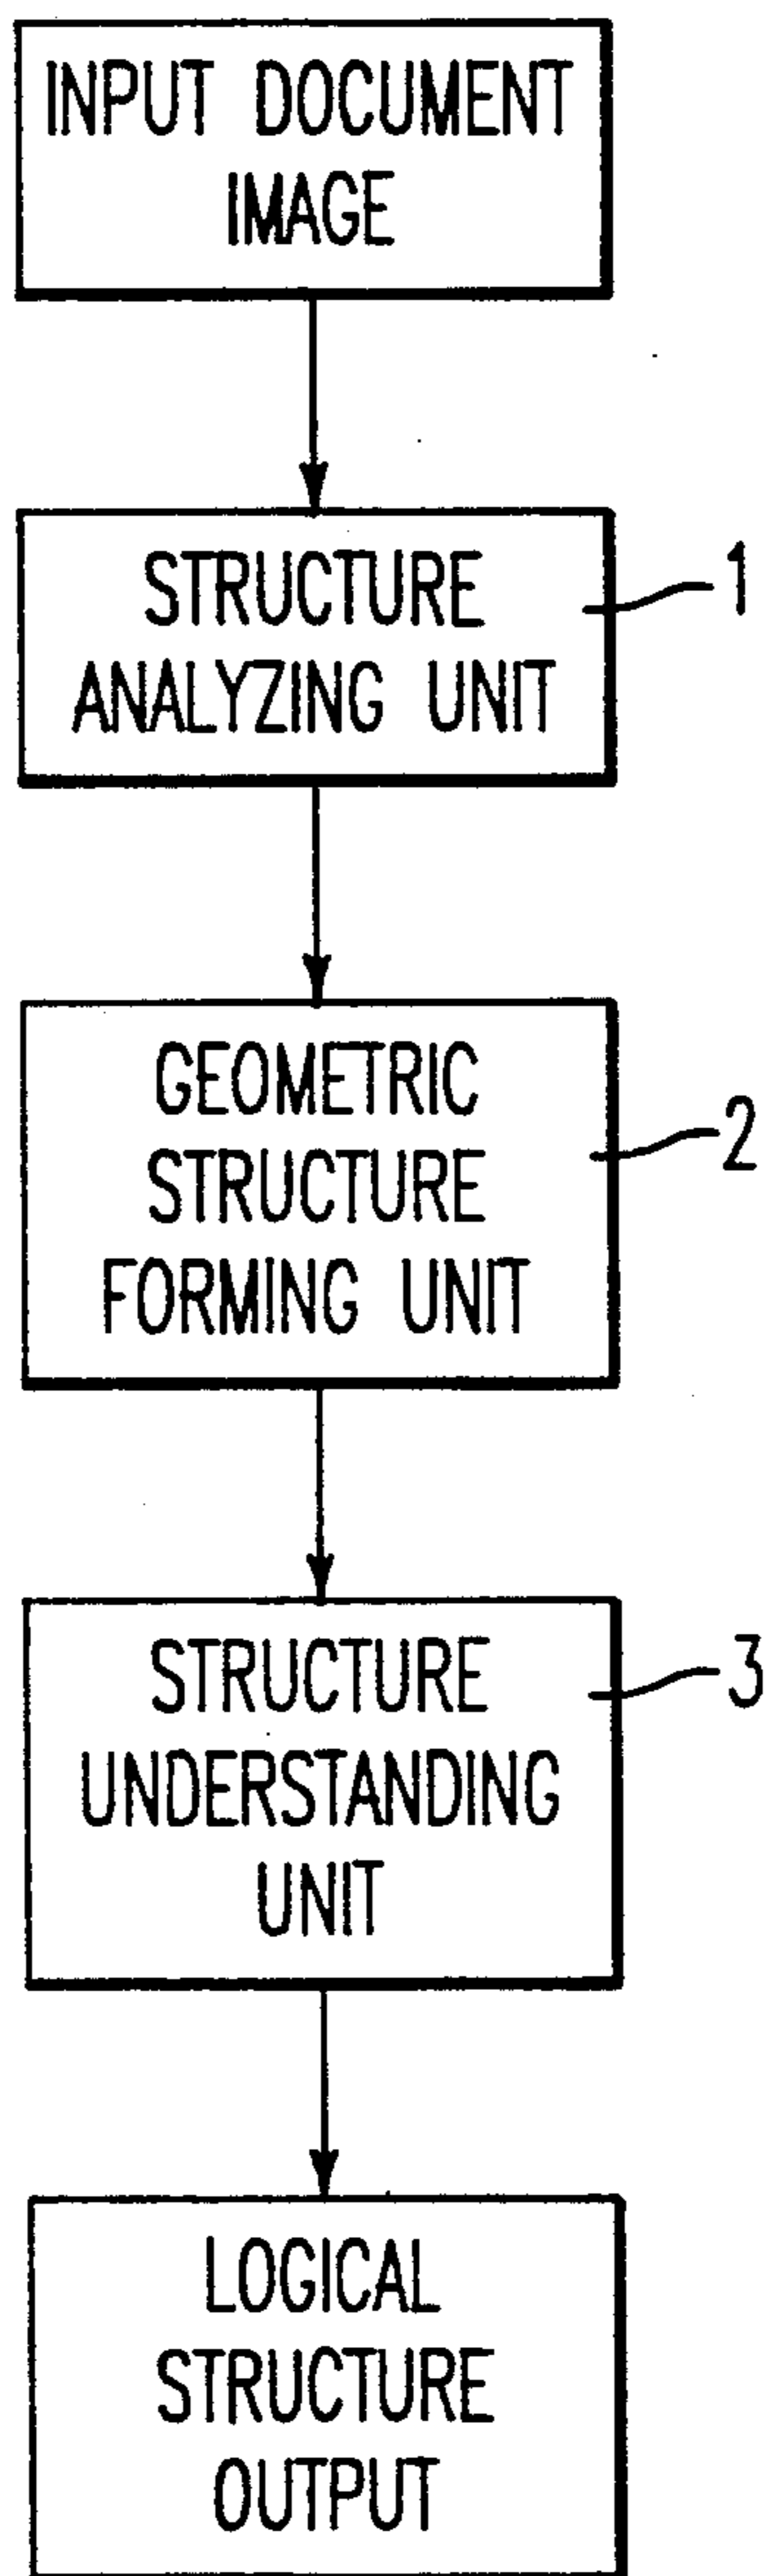 INPUT DOCUMENT
IMAGE
STRUCTURE
ANALYZING UNIT
1
GEOMETRIC
STRUCTURE
FORMING UNIT
2
STRUCTURE
UNDERSTANDING
UNIT
3
LOGICAL
STRUCTURE
OUTPUT